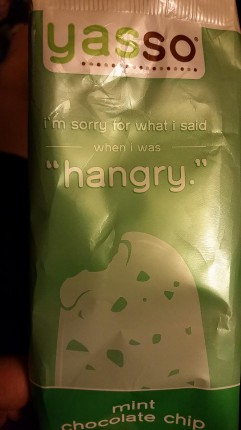 yasso®
i'm sorry for what i said
when i was
"hangry."
mint
chocolate chip